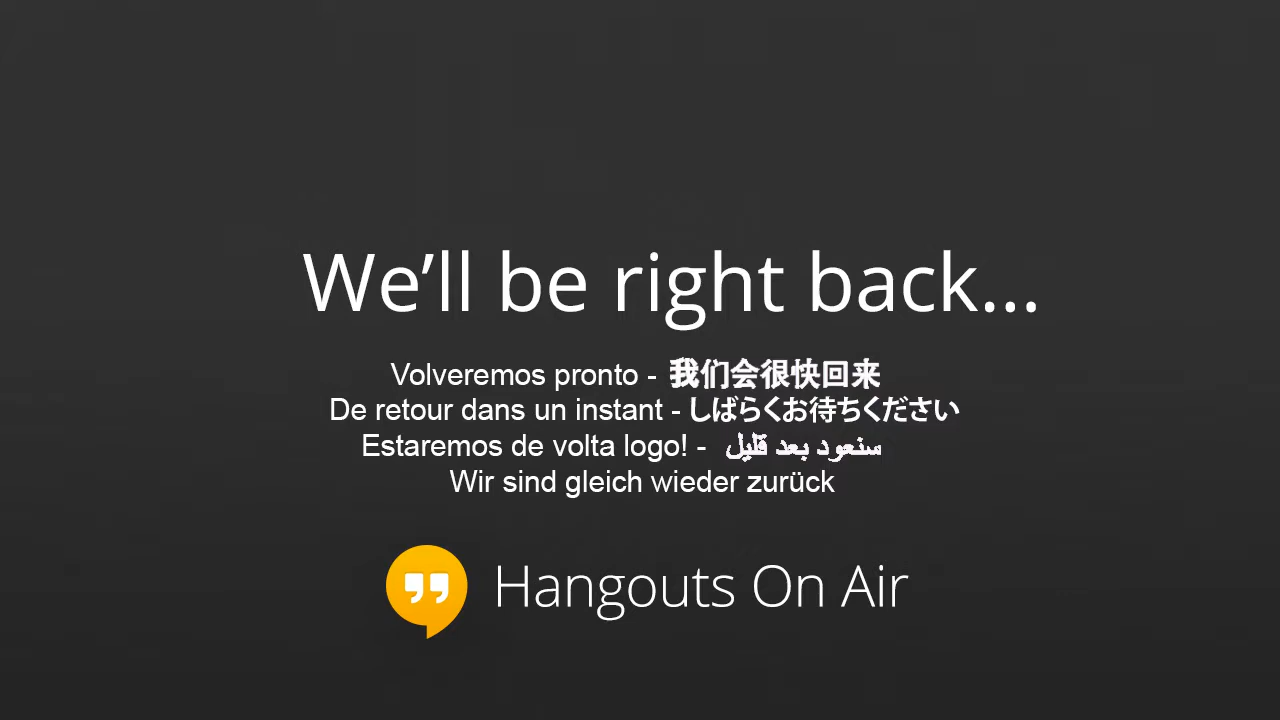 We’ll be right back...
Volveremos pronto - 我们会很快回来
De retour dans un instant - しばらくお待ちください
Estaremos de volta logo! - سنعود بعد قليل
Wir sind gleich wieder zurück
Hangouts On Air